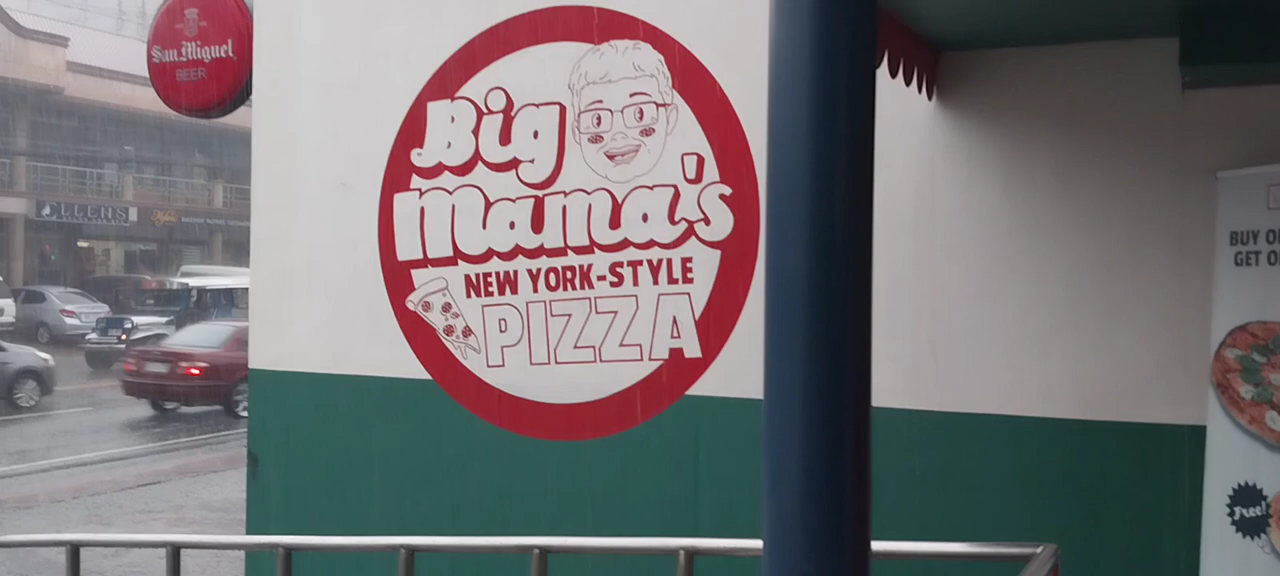 San Miguel
BEER
Big
Mama's
NEW YORK-STYLE
PIZZA
BUY
GET
Free!